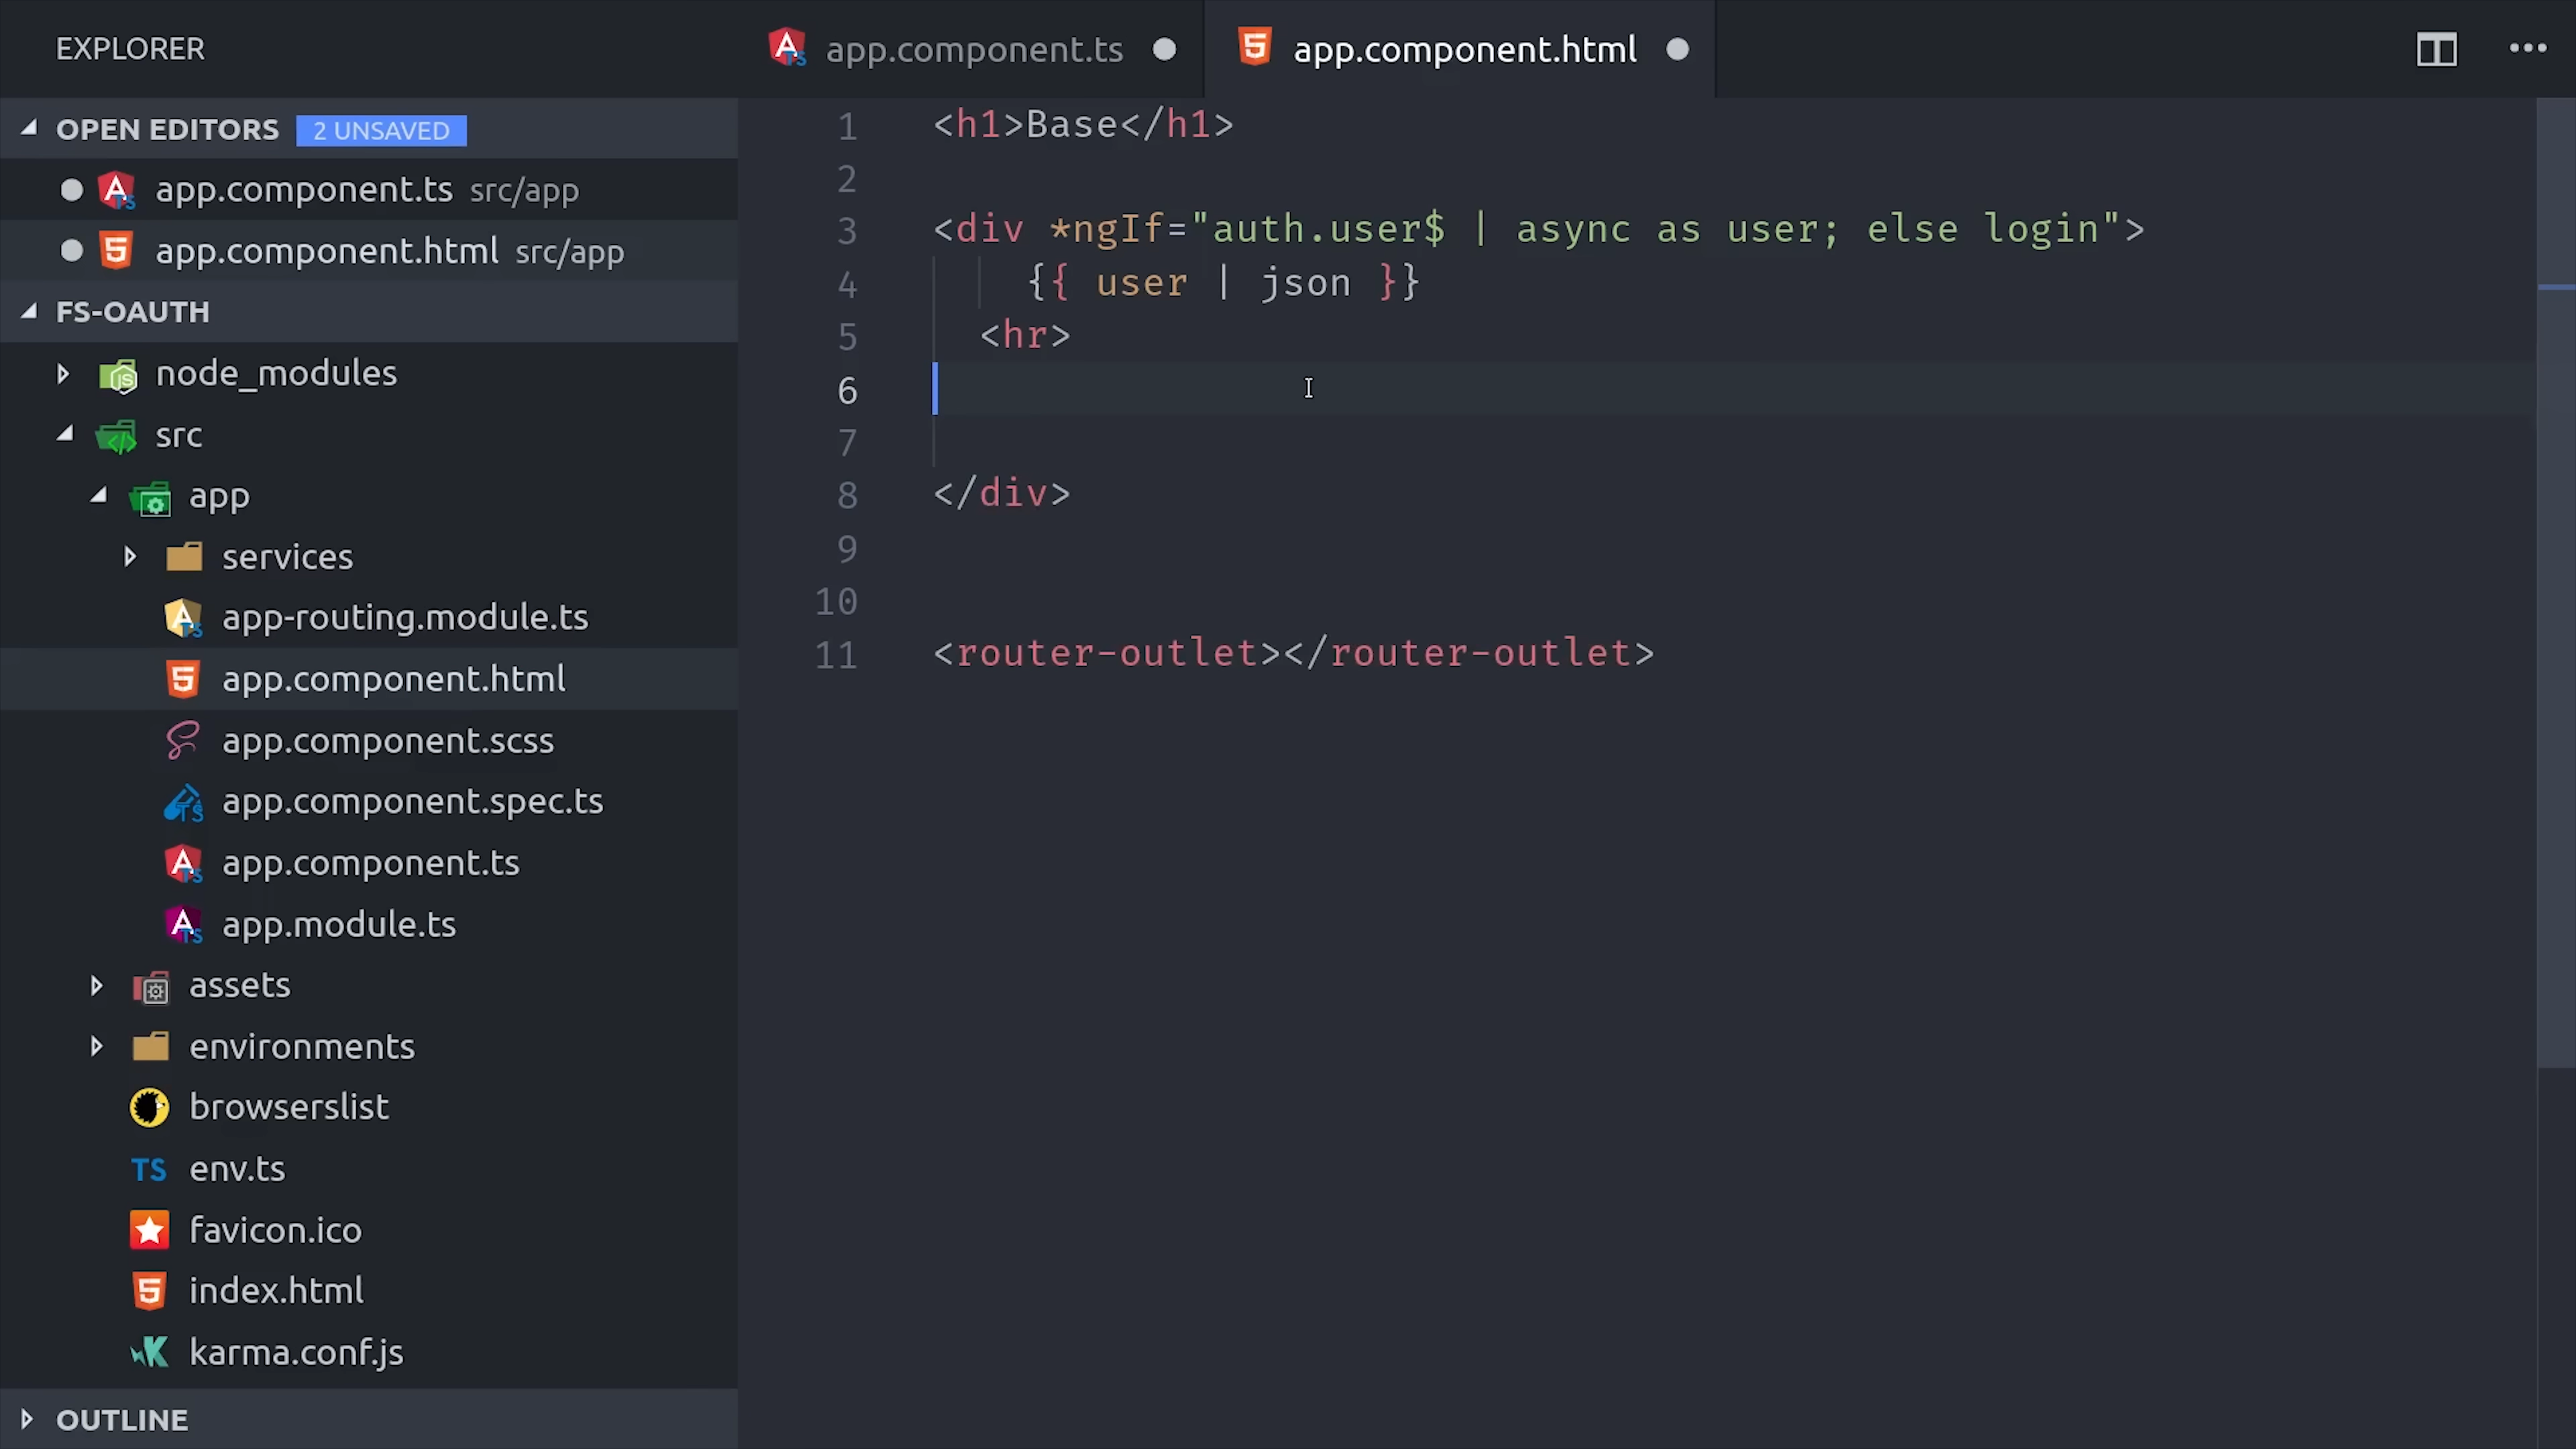 EXPLORER
app.component.ts
app.component.html
OPEN EDITORS 2 UNSAVED
app.component.ts src/app
app.component.html src/app
FS-OAUTH
node_modules
src
app
services
app-routing.module.ts
app.component.html
app.component.scss
app.component.spec.ts
app.component.ts
app.module.ts
assets
environments
browserslist
TS env.ts
favicon.ico
index.html
karma.conf.js
OUTLINE
1 <h1>Base</h1>
2
3 <div *ngIf="auth.user$ | async as user; else login">
4 {{ user | json }}
5 <hr>
6
7
8 </div>
9
10
11 <router-outlet></router-outlet>